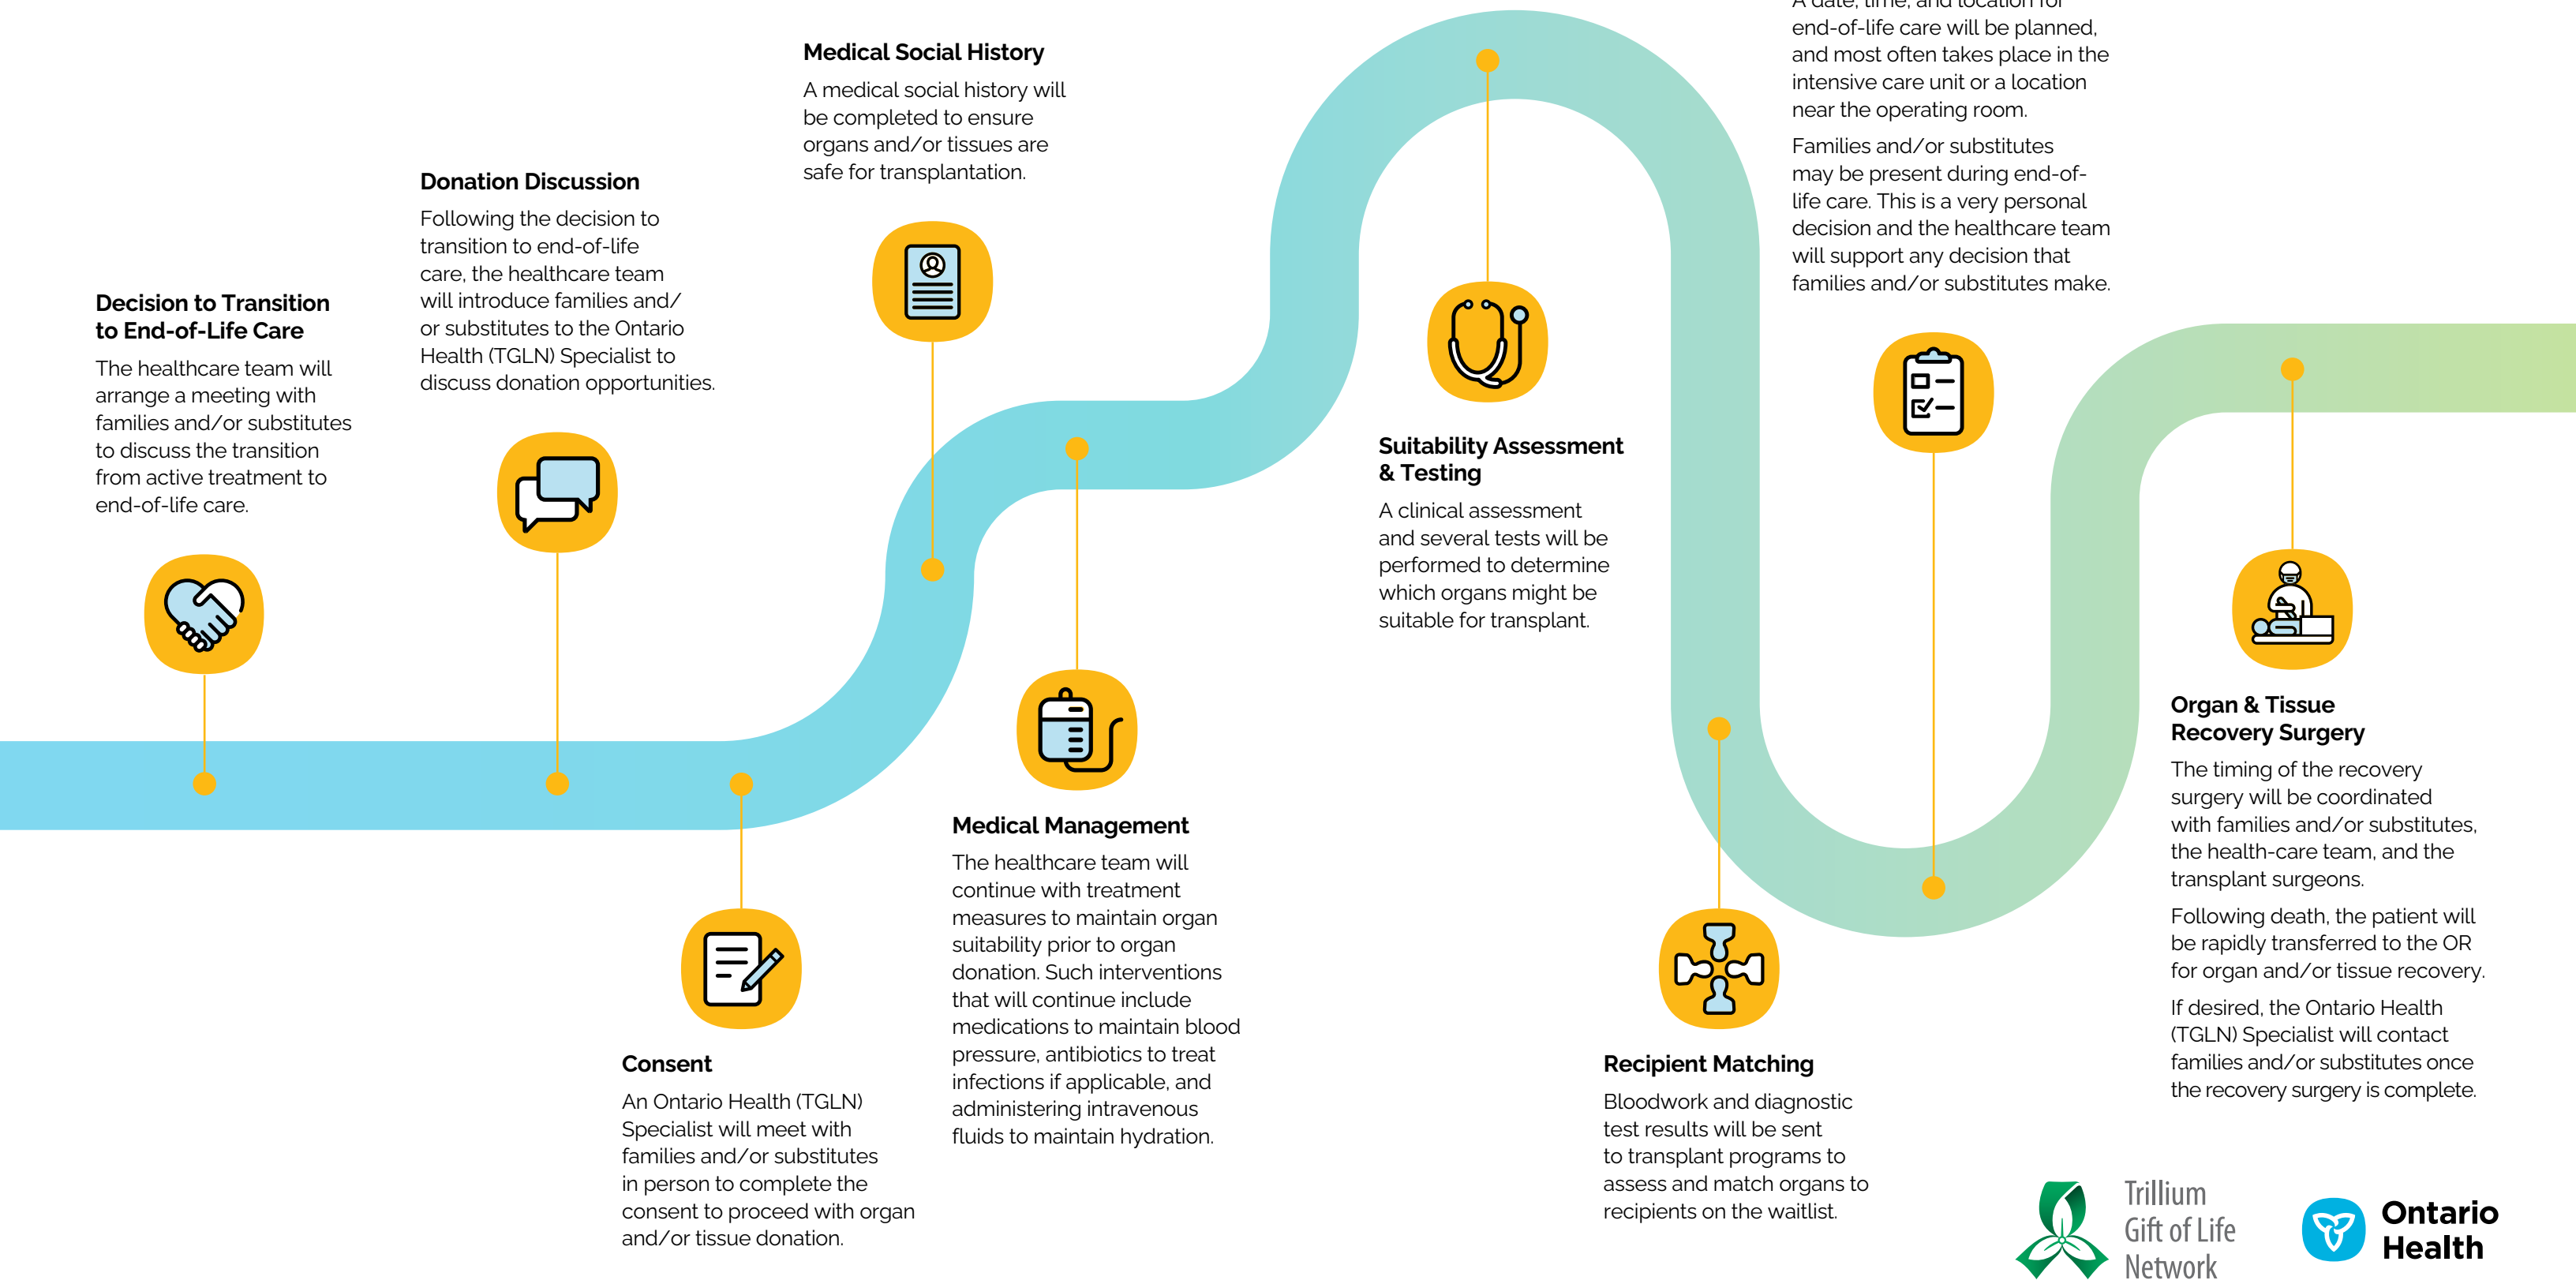 Decision to Transition
to End-of-Life Care
The healthcare team will
arrange a meeting with
families and/or substitutes
to discuss the transition
from active treatment to
end-of-life care.
Donation Discussion
Following the decision to
transition to end-of-life
care, the healthcare team
will introduce families and/
or substitutes to the Ontario
Health (TGLN) Specialist to
discuss donation opportunities.
Consent
An Ontario Health (TGLN)
Specialist will meet with
families and/or substitutes
in person to complete the
consent to proceed with organ
and/or tissue donation.
Medical Social History
A medical social history will
be completed to ensure
organs and/or tissues are
safe for transplantation.
Medical Management
The healthcare team will
continue with treatment
measures to maintain organ
suitability prior to organ
donation. Such interventions
that will continue include
medications to maintain blood
pressure, antibiotics to treat
infections if applicable, and
administering intravenous
fluids to maintain hydration.
Suitability Assessment
& Testing
A clinical assessment
and several tests will be
performed to determine
which organs might be
suitable for transplant.
Recipient Matching
Bloodwork and diagnostic
test results will be sent
to transplant programs to
assess and match organs to
recipients on the waitlist.
A date, time, and location for
end-of-life care will be planned,
and most often takes place in the
intensive care unit or a location
near the operating room.
Families and/or substitutes
may be present during end-of-
life care. This is a very personal
decision and the healthcare team
will support any decision that
families and/or substitutes make.
Organ & Tissue
Recovery Surgery
The timing of the recovery
surgery will be coordinated
with families and/or substitutes,
the health-care team, and the
transplant surgeons.
Following death, the patient will
be rapidly transferred to the OR
for organ and/or tissue recovery.
If desired, the Ontario Health
(TGLN) Specialist will contact
families and/or substitutes once
the recovery surgery is complete.
Trillium
Gift of Life
Network
Ontario
Health